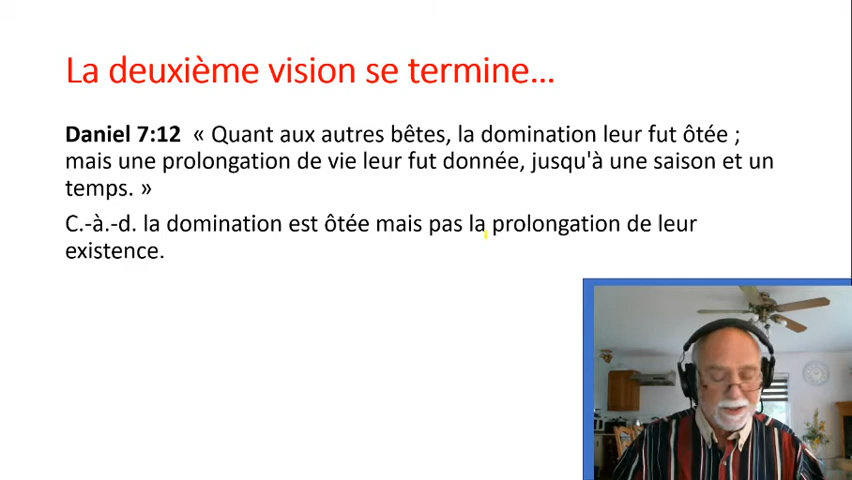 La deuxième vision se termine...
Daniel 7:12 « Quant aux autres bêtes, la domination leur fut ôtée ;
mais une prolongation de vie leur fut donnée, jusqu'à une saison et un
temps. »
C.-à.-d. la domination est ôtée mais pas la prolongation de leur
existence.